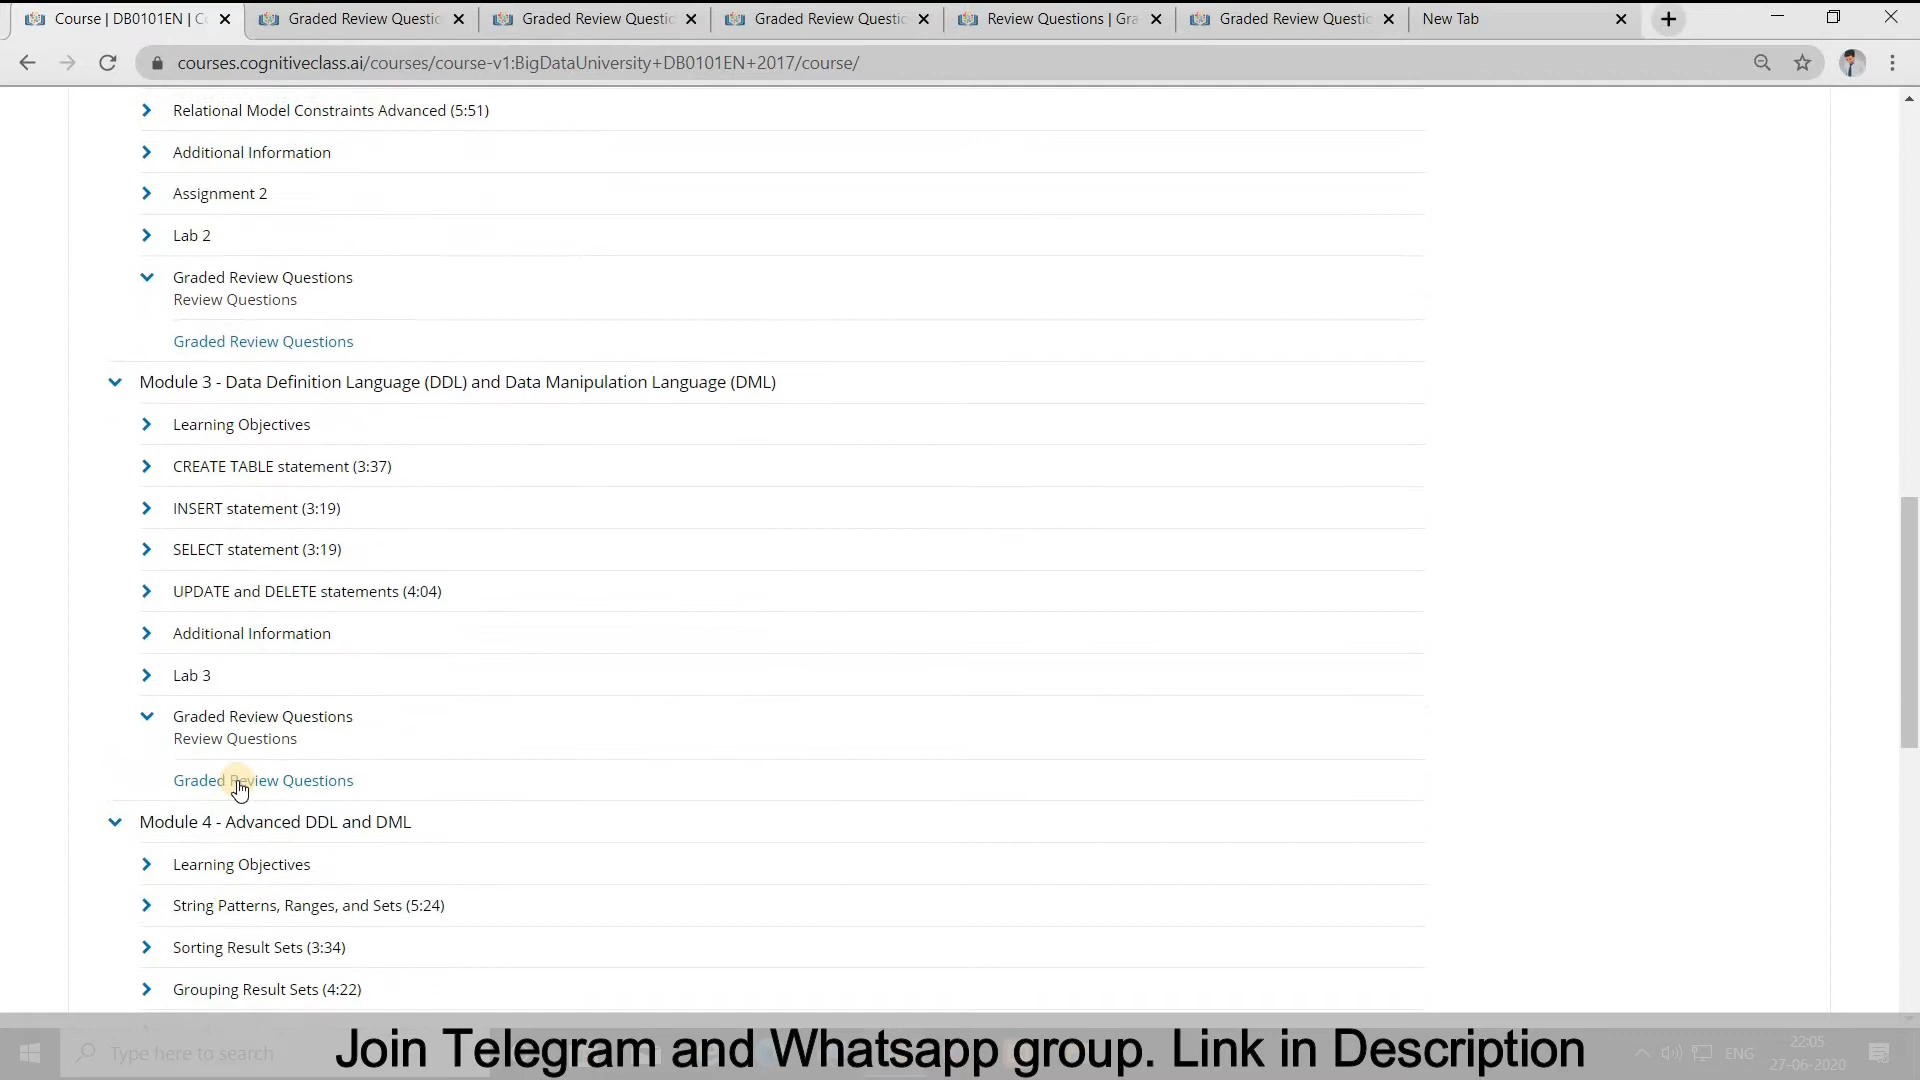 Course | DB0101EN | C
Graded Review Questio
Graded Review Questio
Graded Review Questio
Review Questions | Gra
Graded Review Questio
New Tab
courses.cognitiveclass.ai/courses/course-v1:BigDataUniversity+DB0101EN+2017/course/
Relational Model Constraints Advanced (5:51)
Additional Information
Assignment 2
Lab 2
Graded Review Questions
Review Questions
Graded Review Questions
Module 3 - Data Definition Language (DDL) and Data Manipulation Language (DML)
Learning Objectives
CREATE TABLE statement (3:37)
INSERT statement (3:19)
SELECT statement (3:19)
UPDATE and DELETE statements (4:04)
Additional Information
Lab 3
Graded Review Questions
Review Questions
Graded Review Questions
Module 4 - Advanced DDL and DML
Learning Objectives
String Patterns, Ranges, and Sets (5:24)
Sorting Result Sets (3:34)
Grouping Result Sets (4:22)
Type here to search
Join Telegram and Whatsapp group. Link in Description
ENG
22:05
27-06-2020